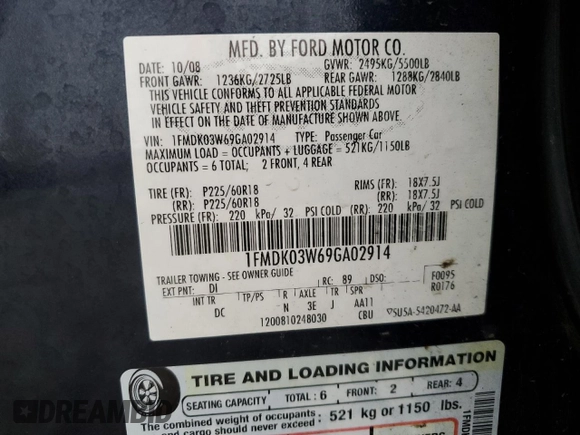 MFD. BY FORD MOTOR CO.
DATE: 10/08 GVWR: 2495KG/5500LB
FRONT GAWR: 1236KG/2725LB REAR GAWR: 1288KG/2840LB
THIS VEHICLE CONFORMS TO ALL APPLICABLE FEDERAL MOTOR
VEHICLE SAFETY AND THEFT PREVENTION STANDARDS
IN EFFECT ON THE DATE OF MANUFACTURE SHOWN ABOVE.
VIN: 1FMDK03W69GA02914 TYPE: Passenger Car
MAXIMUM LOAD = OCCUPANTS + LUGGAGE = 521KG/1150LB
OCCUPANTS = 6 TOTAL; 2 FRONT, 4 REAR
TIRE (FR): P225/60R18 RIMS (FR): 18X7.5J
(RR): P225/60R18 (RR): 18X7.5J
PRESSURE (FR): 220 kPa/ 32 PSI COLD (RR): 220 kPa/ 32 PSI COLD
1FMDK03W69GA02914
TRAILER TOWING - SEE OWNER GUIDE
EXT PNT: DI RC: 89 DSO: F0095
INT TR TP/PS R AXLE TR SPR R0176
DC N 3E J AA11
1200810248030 CBU ▽5U5A-5420472-AA
TIRE AND LOADING INFORMATION
SEATING CAPACITY TOTAL: 6 FRONT: 2 REAR: 4
The combined weight of occupants
and cargo should never exceed 521 kg or 1150 lbs.
1FMD
DREAMBID